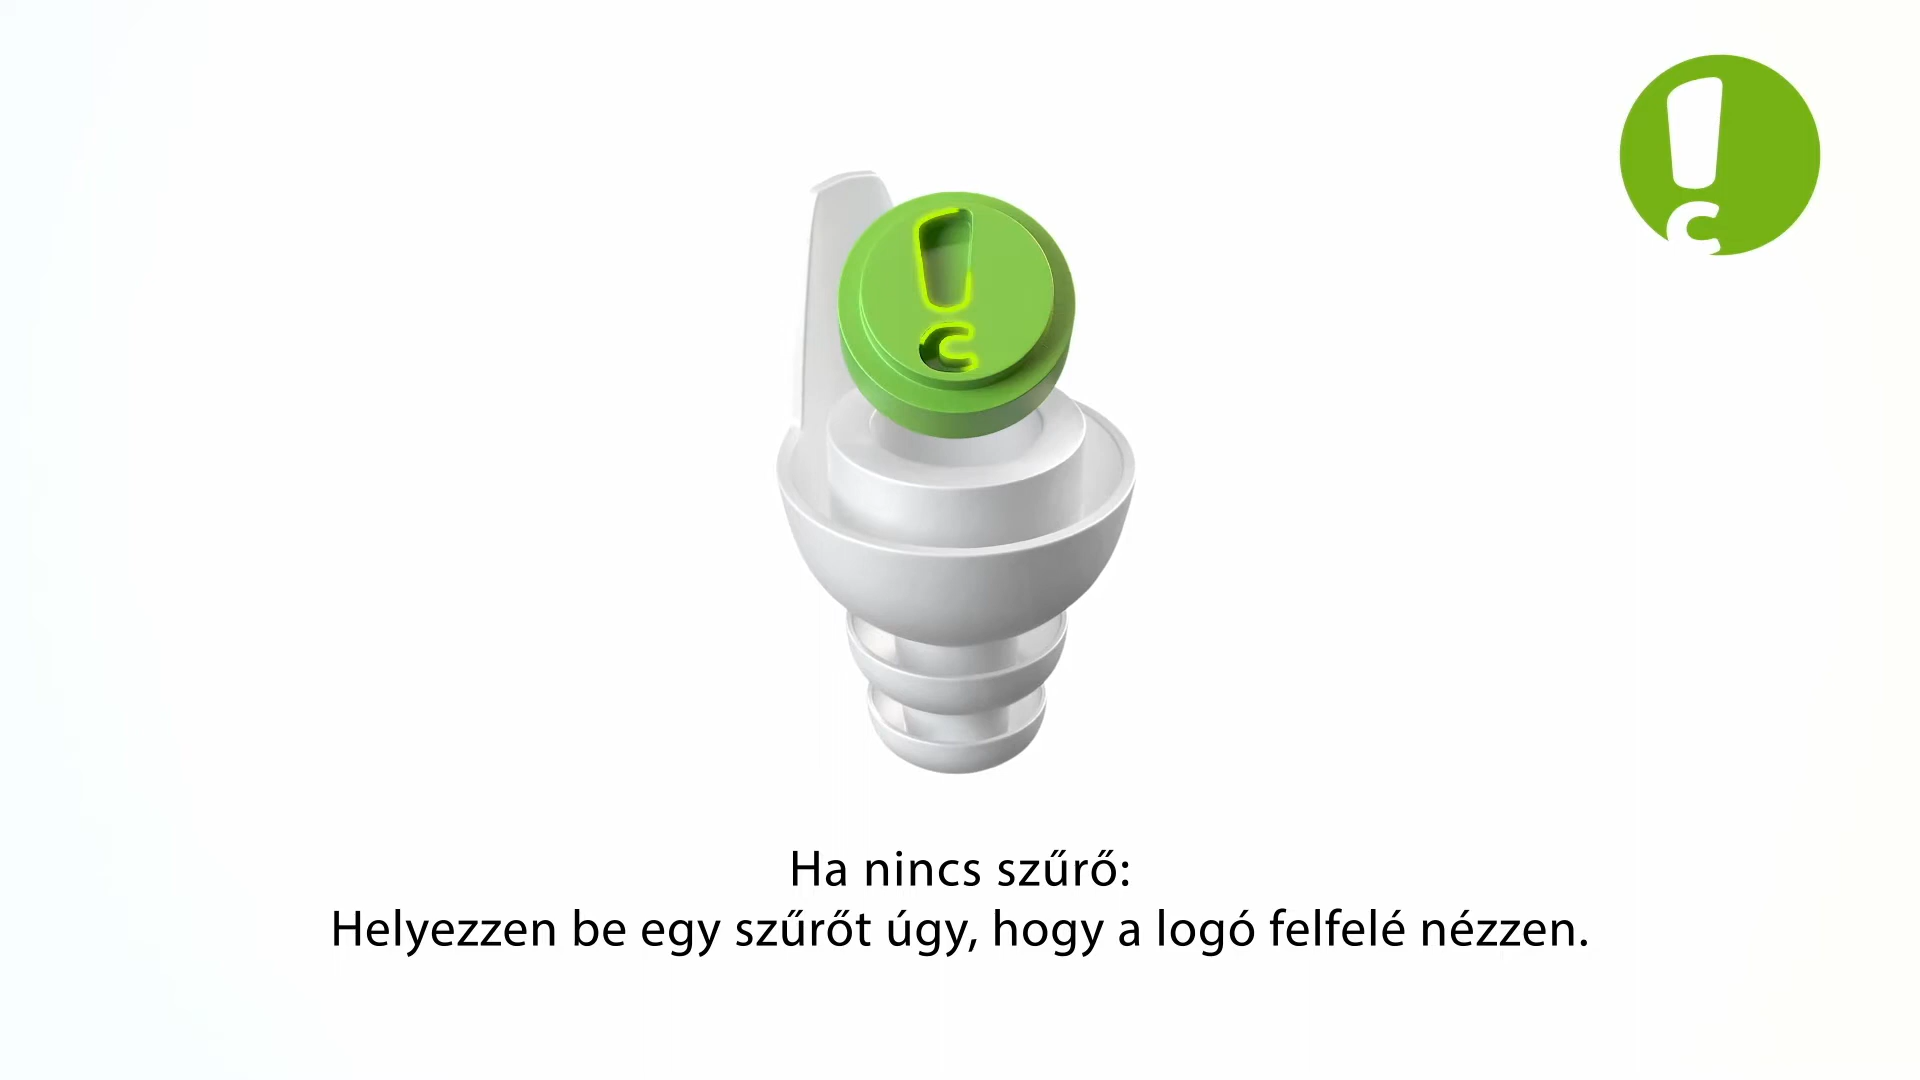 Ha nincs szűrő:
Helyezzen be egy szűrőt úgy, hogy a logó felfelé nézzen.